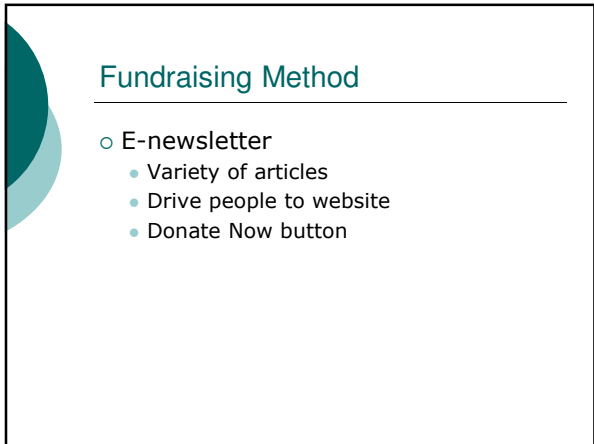 Fundraising Method
E-newsletter
Variety of articles
Drive people to website
Donate Now button